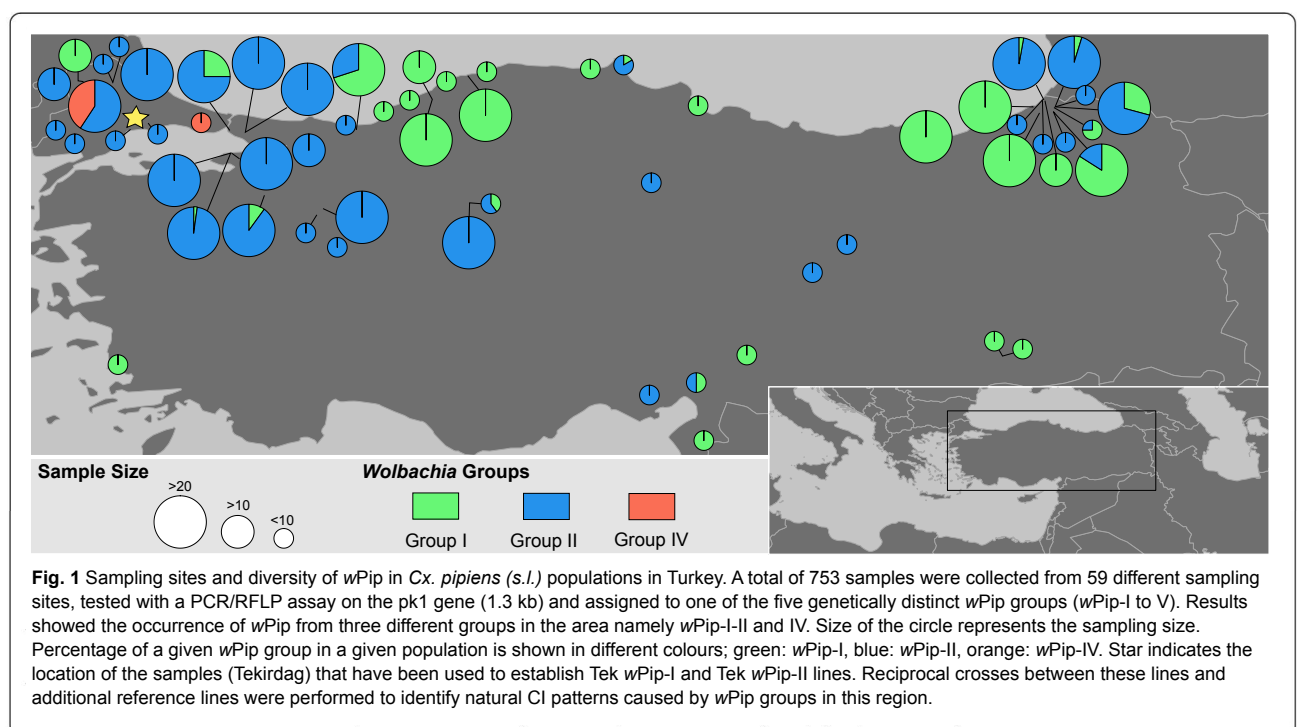 Sample Size
>20
>10
<10
Wolbachia Groups
Group I
Group II
Group IV
Fig. 1 Sampling sites and diversity of wPip in Cx. pipiens (s.l.) populations in Turkey. A total of 753 samples were collected from 59 different sampling
sites, tested with a PCR/RFLP assay on the pk1 gene (1.3 kb) and assigned to one of the five genetically distinct wPip groups (wPip-I to V). Results
showed the occurrence of wPip from three different groups in the area namely wPip-I-II and IV. Size of the circle represents the sampling size.
Percentage of a given wPip group in a given population is shown in different colours; green: wPip-I, blue: wPip-II, orange: wPip-IV. Star indicates the
location of the samples (Tekirdag) that have been used to establish Tek wPip-I and Tek wPip-II lines. Reciprocal crosses between these lines and
additional reference lines were performed to identify natural CI patterns caused by wPip groups in this region.